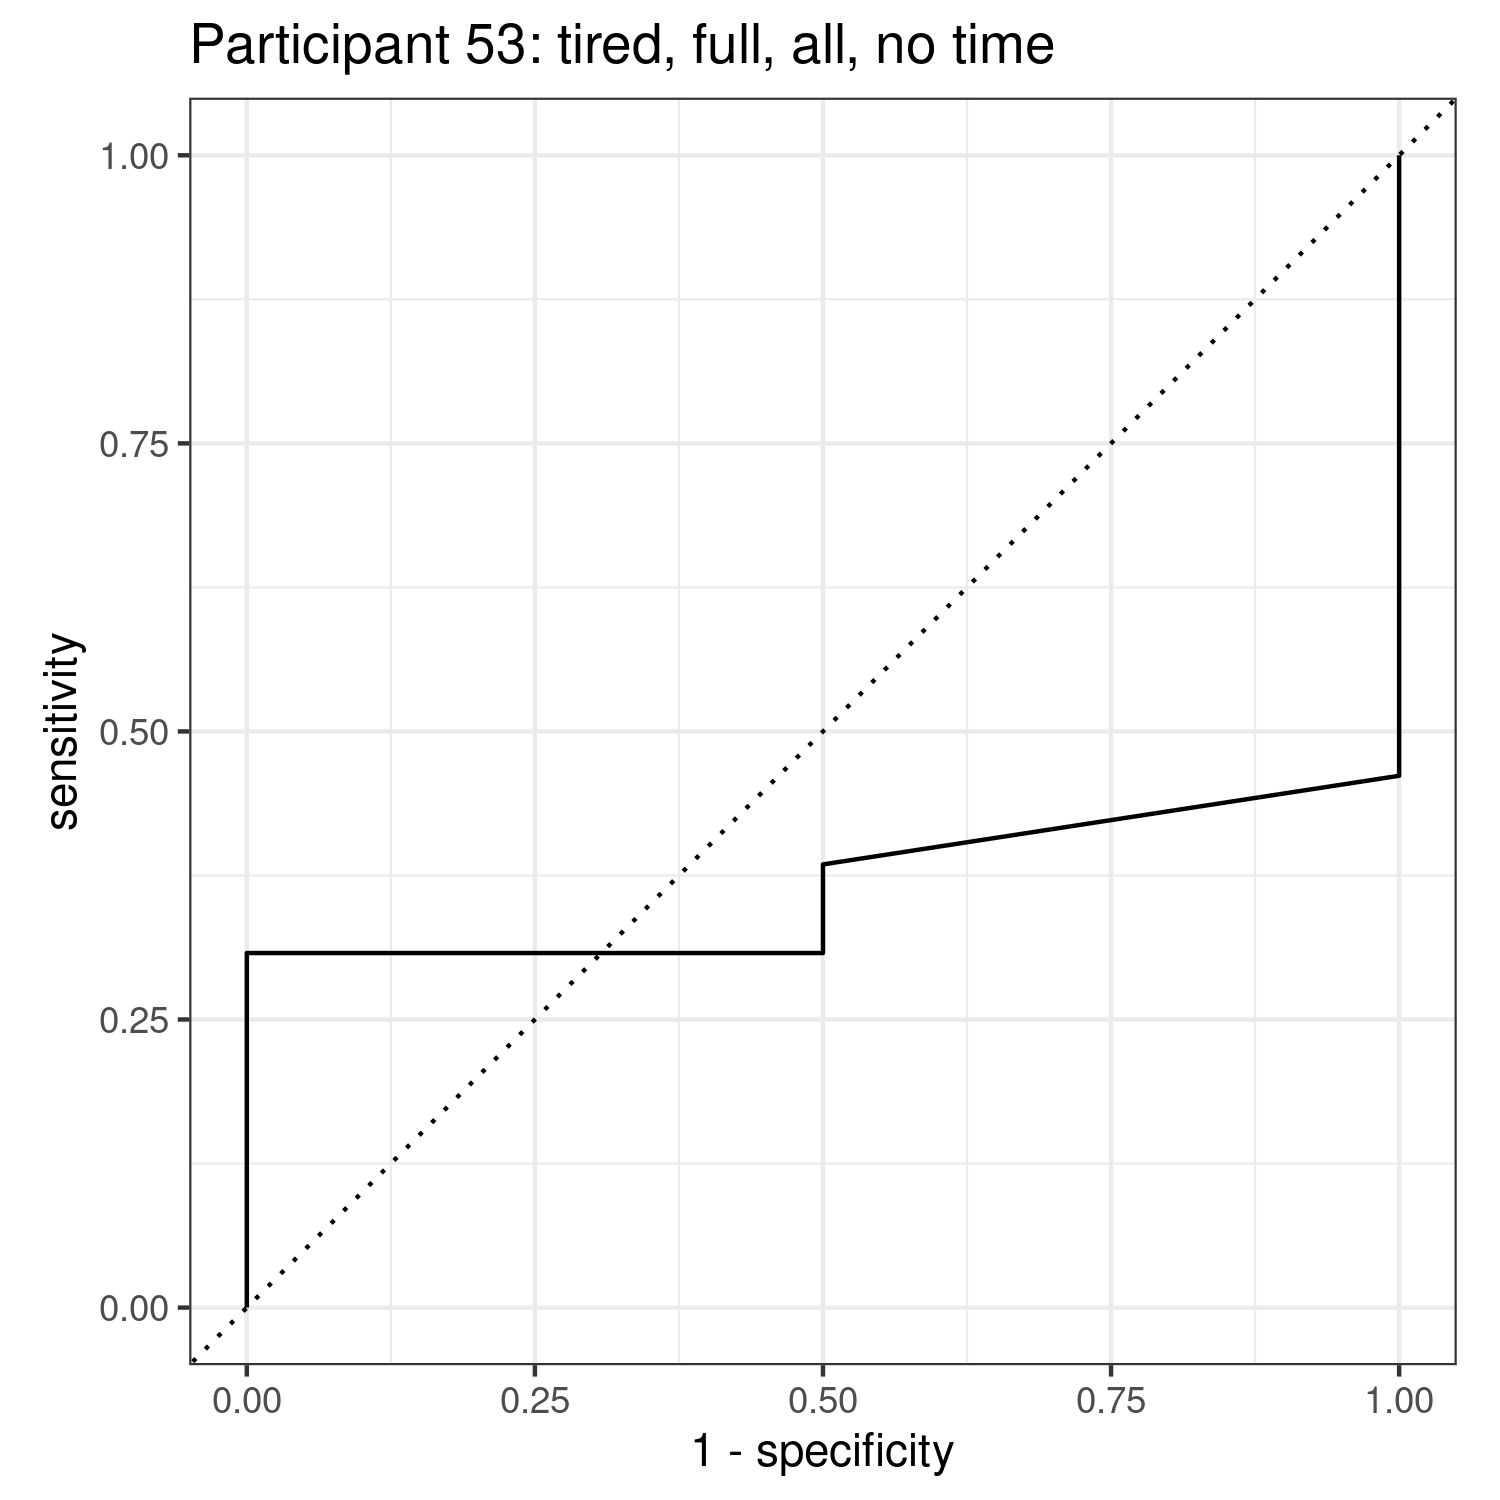 Participant 53: tired, full, all, no time
1.00
0.75
0.50
0.25
0.00
sensitivity
0.00 0.25 0.50 0.75 1.00
1 - specificity